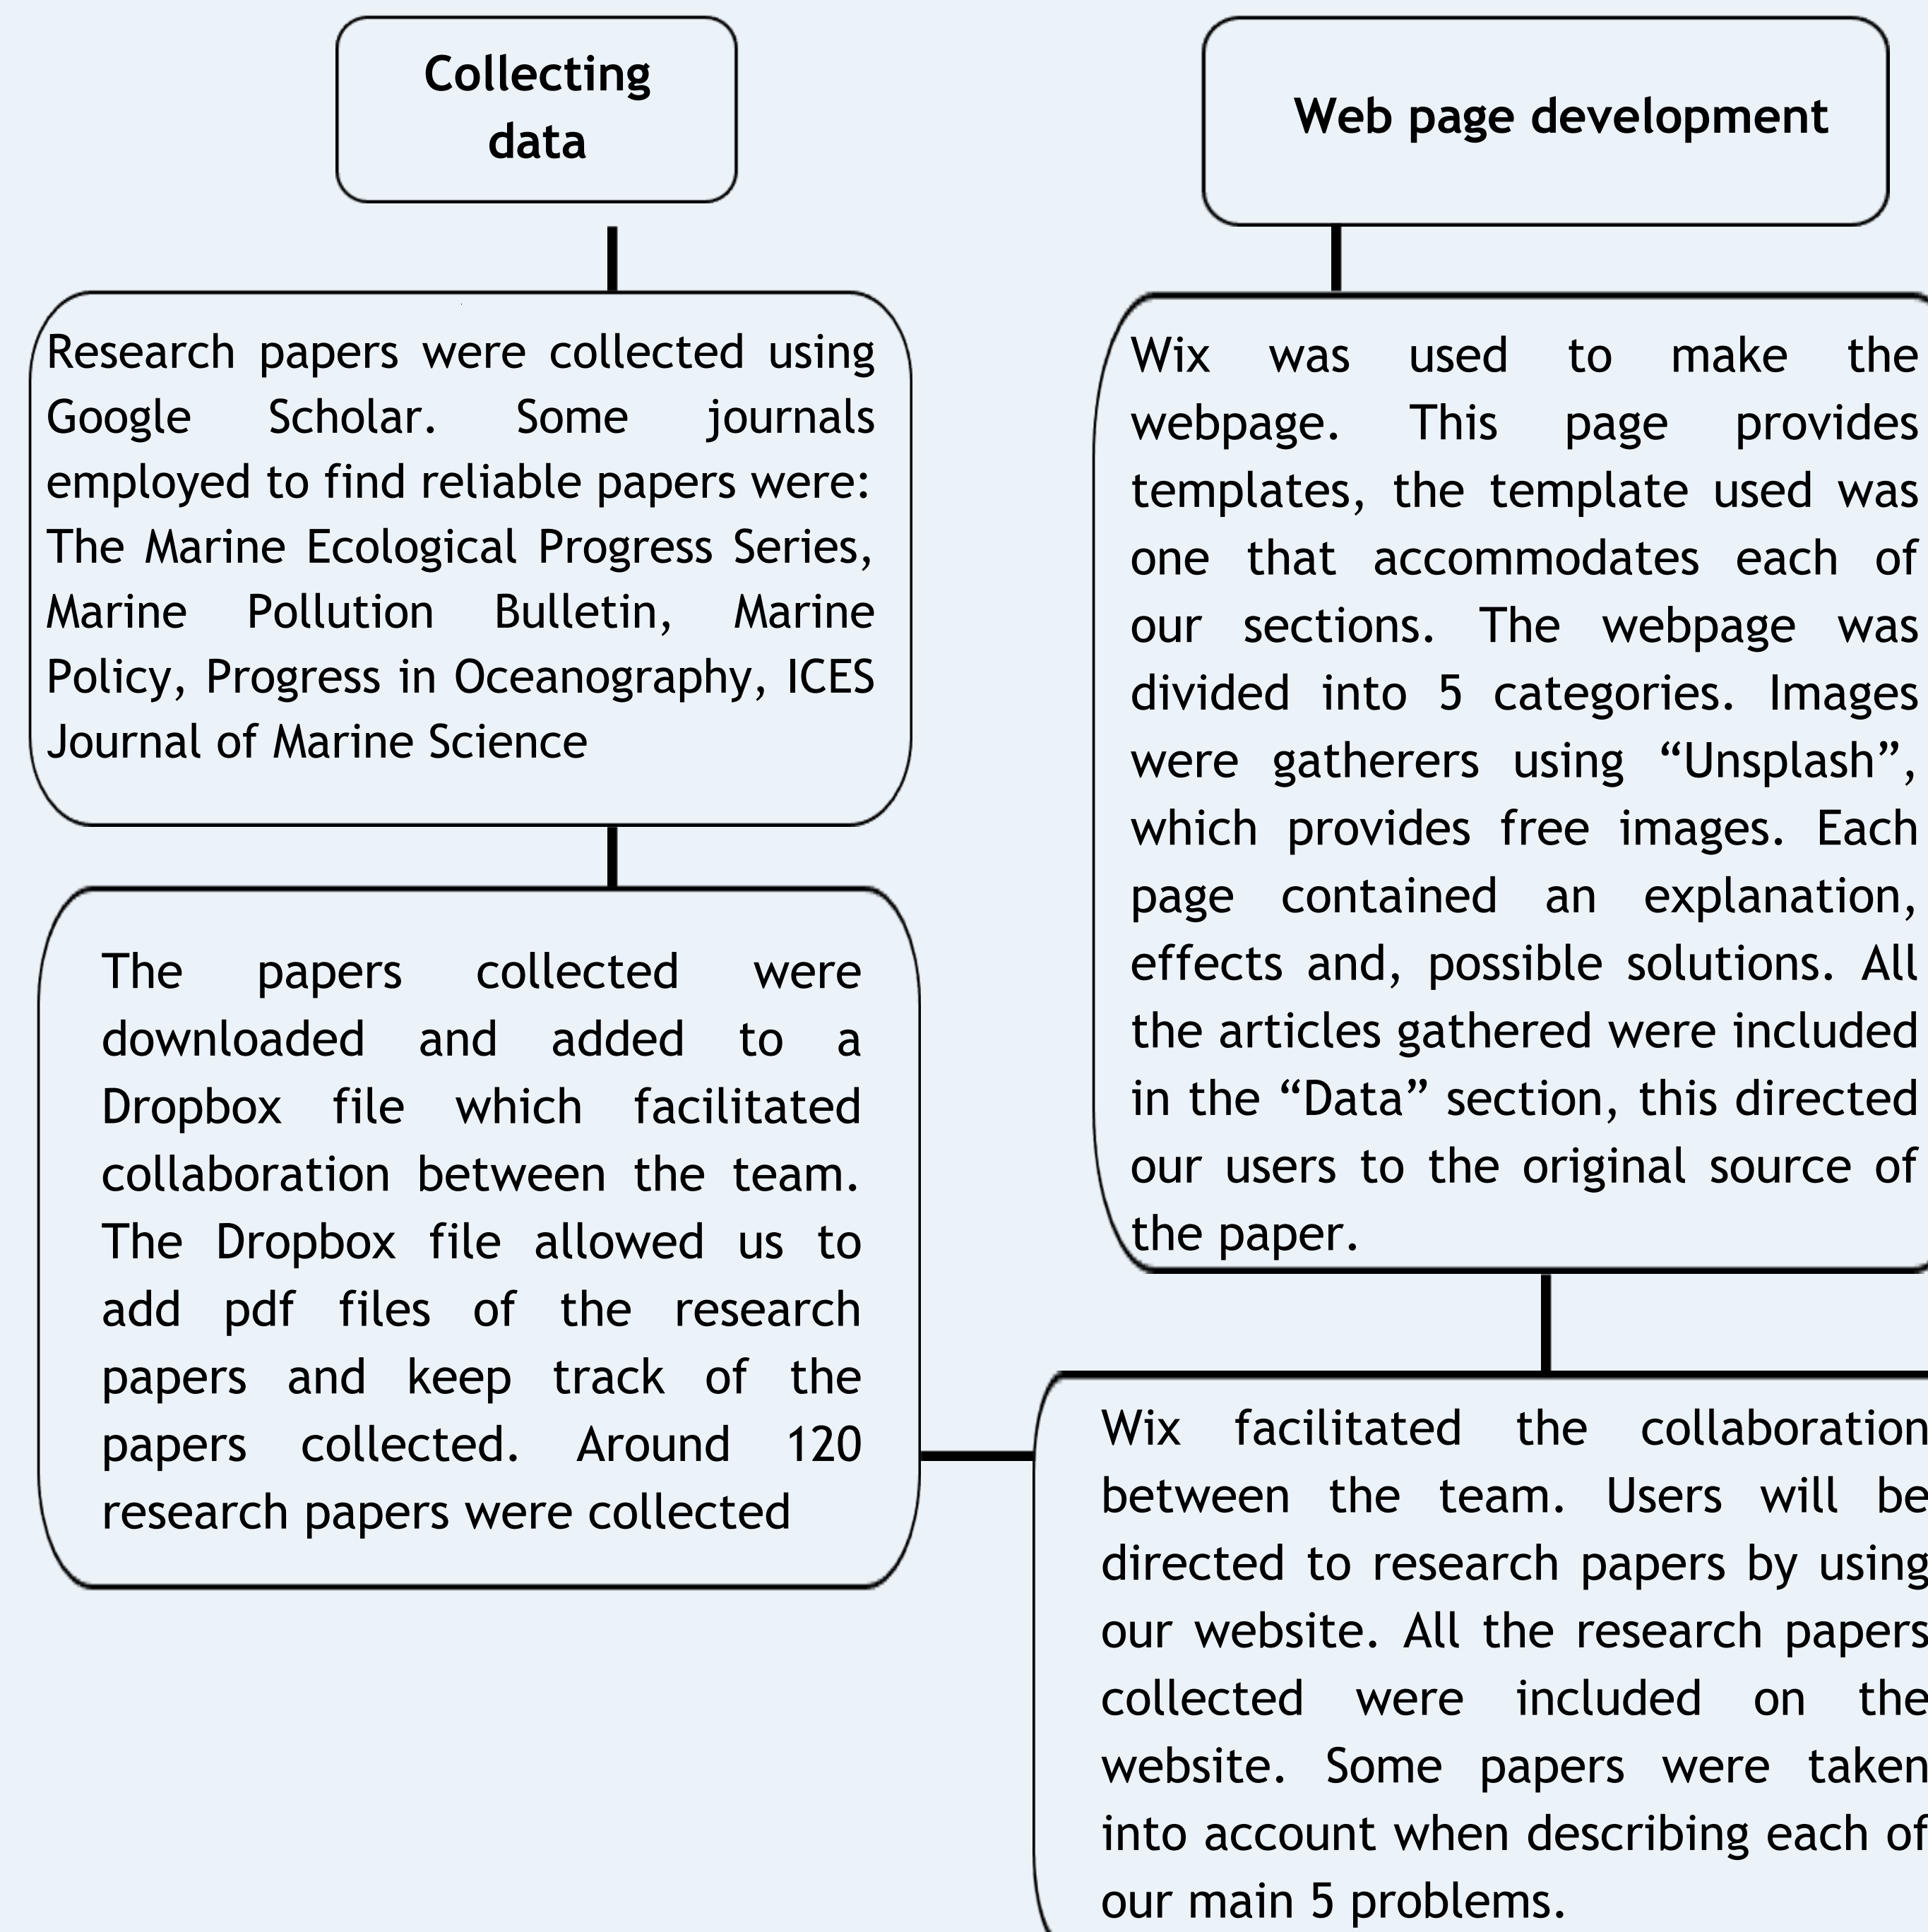 Collecting
data
Research papers were collected using
Google Scholar. Some journals
employed to find reliable papers were:
The Marine Ecological Progress Series,
Marine Pollution Bulletin, Marine
Policy, Progress in Oceanography, ICES
Journal of Marine Science
The papers collected were
downloaded and added to a
Dropbox file which facilitated
collaboration between the team.
The Dropbox file allowed us to
add pdf files of the research
papers and keep track of the
papers collected. Around 120
research papers were collected
Web page development
Wix was used to make the
webpage. This page provides
templates, the template used was
one that accommodates each of
our sections. The webpage was
divided into 5 categories. Images
were gatherers using “Unsplash”,
which provides free images. Each
page contained an explanation,
effects and, possible solutions. All
the articles gathered were included
in the “Data” section, this directed
our users to the original source of
the paper.
Wix facilitated the collaboration
between the team. Users will be
directed to research papers by using
our website. All the research papers
collected were included on the
website. Some papers were taken
into account when describing each of
our main 5 problems.